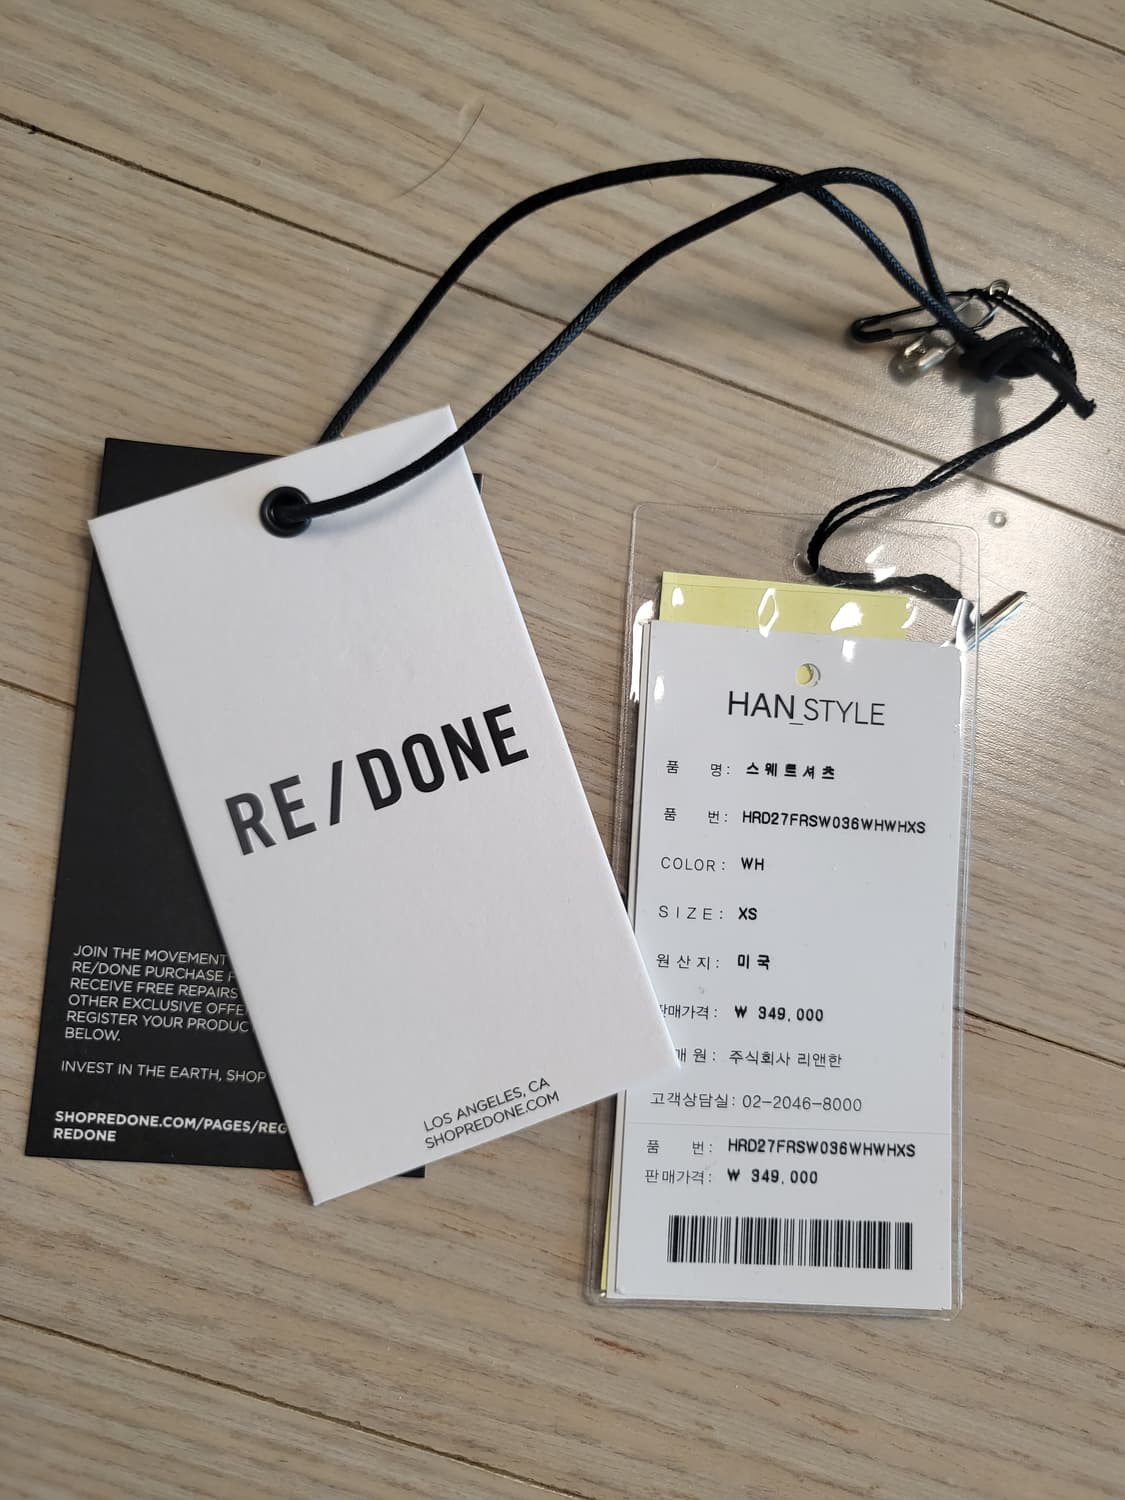 RE/DONE
LOS ANGELES, CA
SHOPREDONE.COM
JOIN THE MOVEMENT
RE/DONE PURCHASE
RECEIVE FREE REPAIRS
OTHER EXCLUSIVE
REGISTER YOUR
BELOW.
INVEST IN THE EARTH, SHOP
SHOPREDONE.COM/PAGES/REG
REDONE
HAN_STYLE
품 명: 스웨트셔츠
품 번: HRD27FRSW036WHWHXS
COLOR: WH
SIZE: XS
원산지: 미국
판매가격: ₩ 349,000
매원: 주식회사 리앤한
고객상담실: 02-2046-8000
품 번: HRD27FRSW036WHWHXS
판매가격: ₩ 349,000